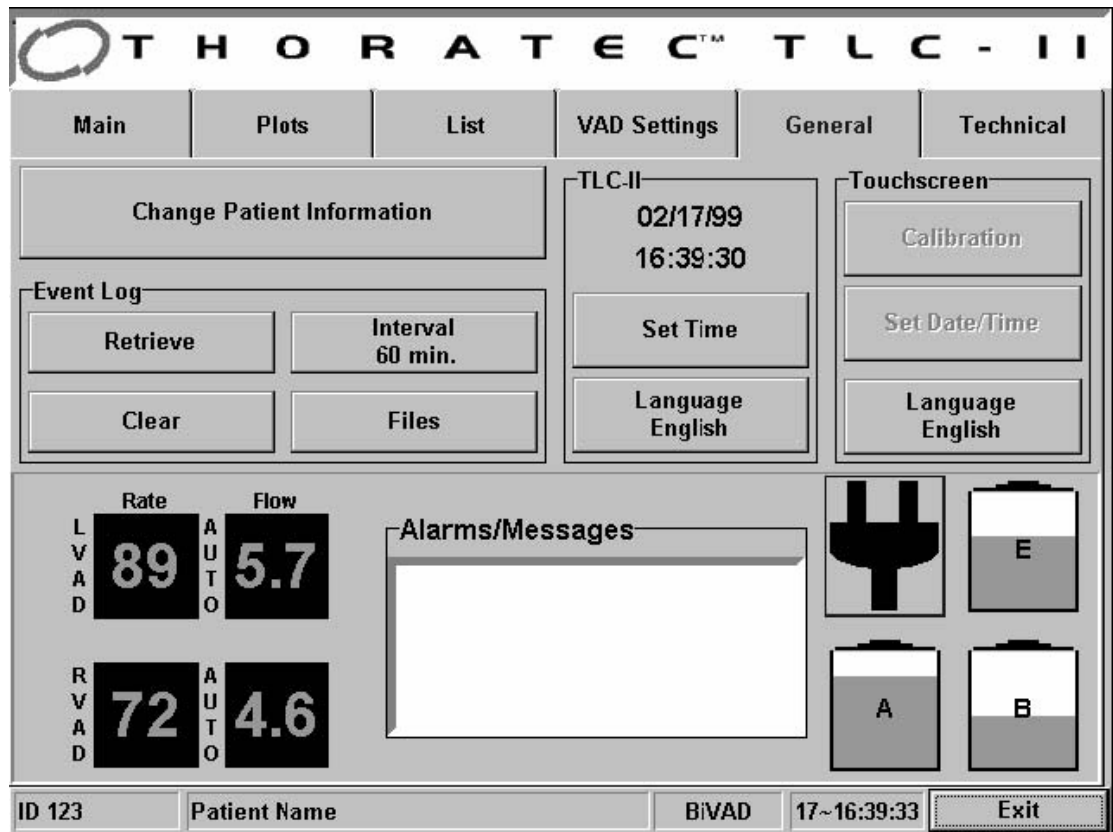 THORATEC™ TLC-II
Main Plots List VAD Settings General Technical
Change Patient Information
Event Log
Retrieve
Interval
60 min.
Clear
Files
TLC-II
02/17/99
16:39:30
Set Time
Language
English
Touchscreen
Calibration
Set Date/Time
Language
English
Rate Flow
LVAD 89 AUTO 5.7
RVAD 72 AUTO 4.6
Alarms/Messages
E
A
B
ID 123 Patient Name BiVAD 17~16:39:33 Exit